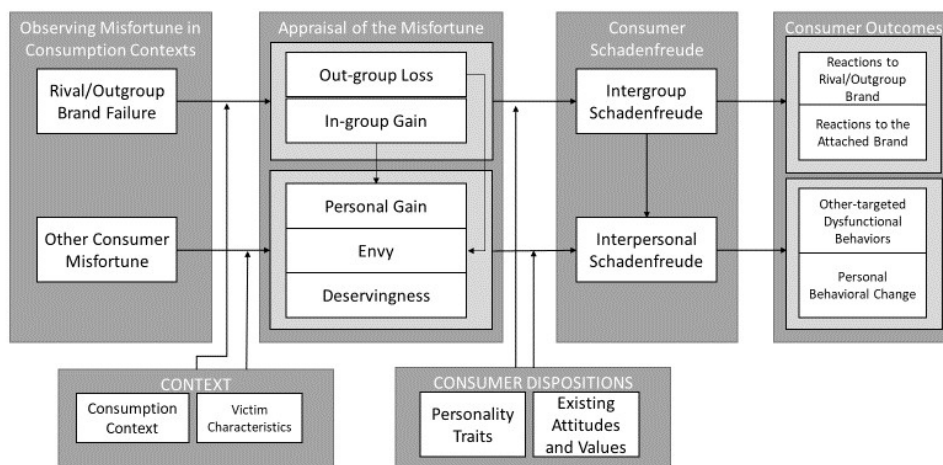 Observing Misfortune in
Consumption Contexts
Rival/Outgroup
Brand Failure
Other Consumer
Misfortune
Appraisal of the Misfortune
Out-group Loss
In-group Gain
Personal Gain
Envy
Deservingness
Consumer
Schadenfreude
Intergroup
Schadenfreude
Interpersonal
Schadenfreude
Consumer Outcomes
Reactions to
Rival/Outgroup
Brand
Reactions to the
Attached Brand
Other-targeted
Dysfunctional
Behaviors
Personal
Behavioral Change
CONTEXT
Consumption
Context
Victim
Characteristics
CONSUMER DISPOSITIONS
Personality
Traits
Existing
Attitudes
and Values